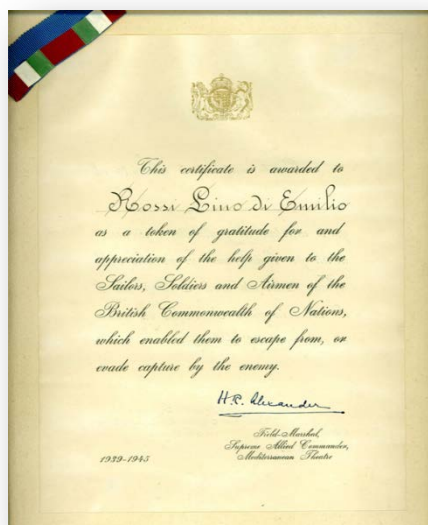 This certificate is awarded to
Rossi Lino di Emilio
as a token of gratitude for and
appreciation of the help given to the
Sailors, Soldiers and Airmen of the
British Commonwealth of Nations,
which enabled them to escape from, or
evade capture by the enemy.
H.R. Alexander
Field-Marshal,
Supreme Allied Commander,
Mediterranean Theatre
1939-1945